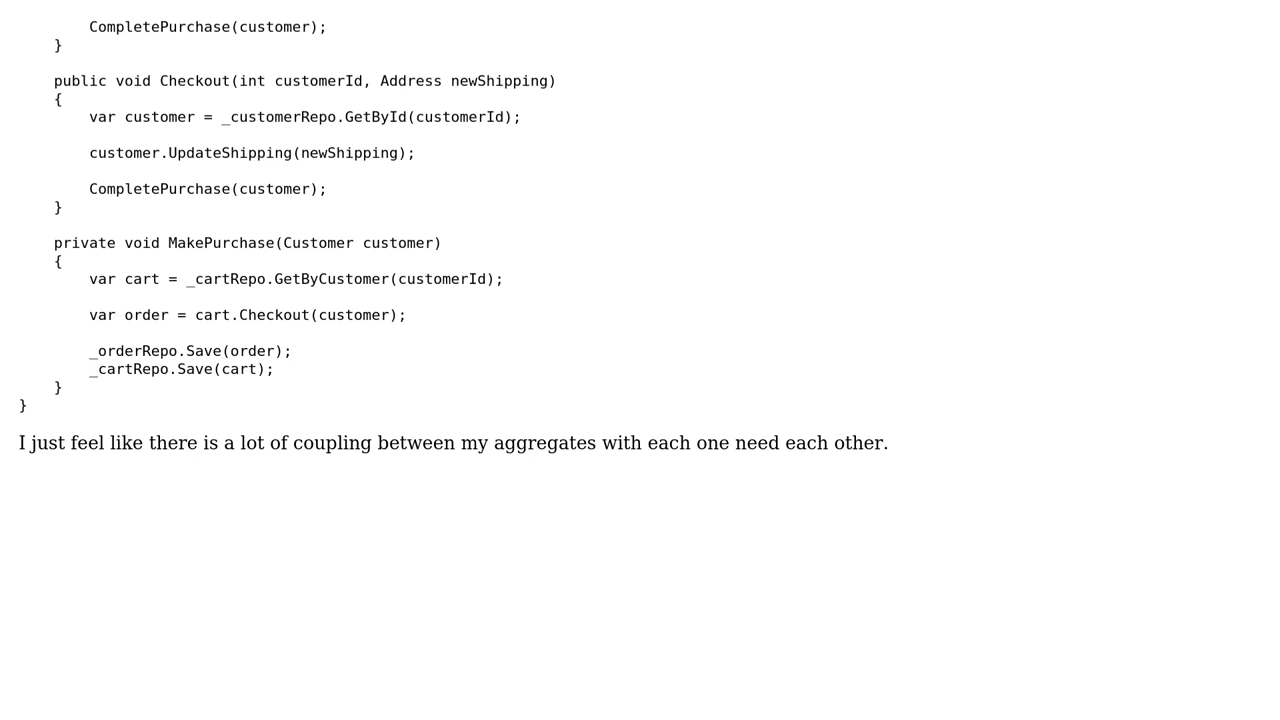 CompletePurchase(customer);
    }

    public void Checkout(int customerId, Address newShipping)
    {
        var customer = _customerRepo.GetById(customerId);

        customer.UpdateShipping(newShipping);

        CompletePurchase(customer);
    }

    private void MakePurchase(Customer customer)
    {
        var cart = _cartRepo.GetByCustomer(customerId);

        var order = cart.Checkout(customer);

        _orderRepo.Save(order);
        _cartRepo.Save(cart);
    }
}
I just feel like there is a lot of coupling between my aggregates with each one need each other.